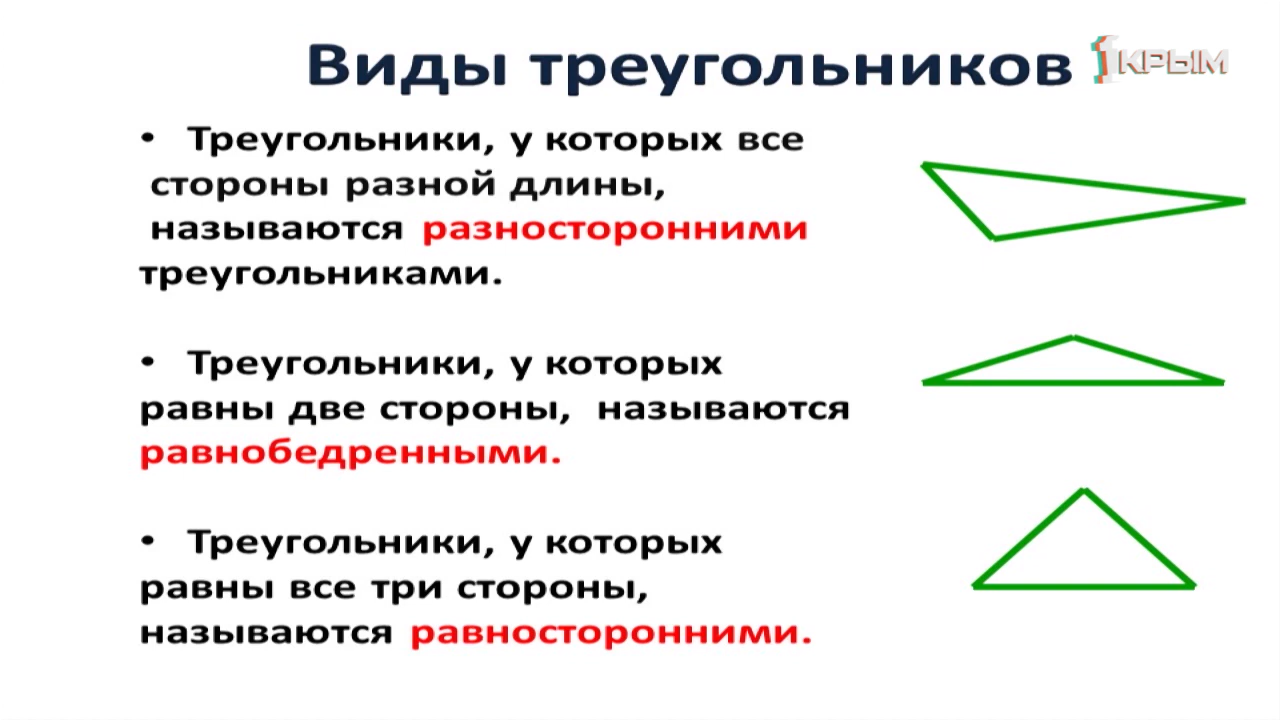 Виды треугольников
1КРЫМ
• Треугольники, у которых все
стороны разной длины,
называются разносторонними
треугольниками.
• Треугольники, у которых
равны две стороны, называются
равнобедренными.
• Треугольники, у которых
равны все три стороны,
называются равносторонними.